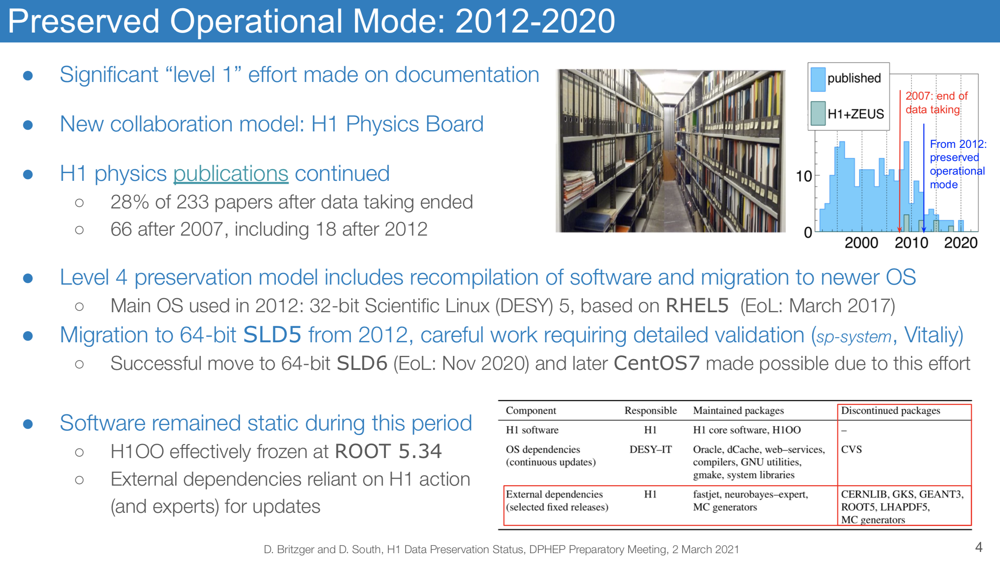 Preserved Operational Mode: 2012-2020
● Significant “level 1” effort made on documentation
● New collaboration model: H1 Physics Board
● H1 physics publications continued
○ 28% of 233 papers after data taking ended
○ 66 after 2007, including 18 after 2012
published
H1+ZEUS
2007: end of
data taking
From 2012:
preserved
operational
mode
10
0
2000 2010 2020
● Level 4 preservation model includes recompilation of software and migration to newer OS
○ Main OS used in 2012: 32-bit Scientific Linux (DESY) 5, based on RHEL5 (EoL: March 2017)
● Migration to 64-bit SLD5 from 2012, careful work requiring detailed validation (sp-system, Vitaliy)
○ Successful move to 64-bit SLD6 (EoL: Nov 2020) and later CentOS7 made possible due to this effort
● Software remained static during this period
○ H1OO effectively frozen at ROOT 5.34
○ External dependencies reliant on H1 action
(and experts) for updates
Component Responsible Maintained packages Discontinued packages
H1 software H1 H1 core software, H1OO –
OS dependencies DESY–IT Oracle, dCache, web–services, CVS
(continuous updates) compilers, GNU utilities,
gmake, system libraries
External dependencies H1 fastjet, neurobayes–expert, CERNLIB, GKS, GEANT3,
(selected fixed releases) MC generators ROOT5, LHAPDF5,
MC generators
D. Britzger and D. South, H1 Data Preservation Status, DPHEP Preparatory Meeting, 2 March 2021
4